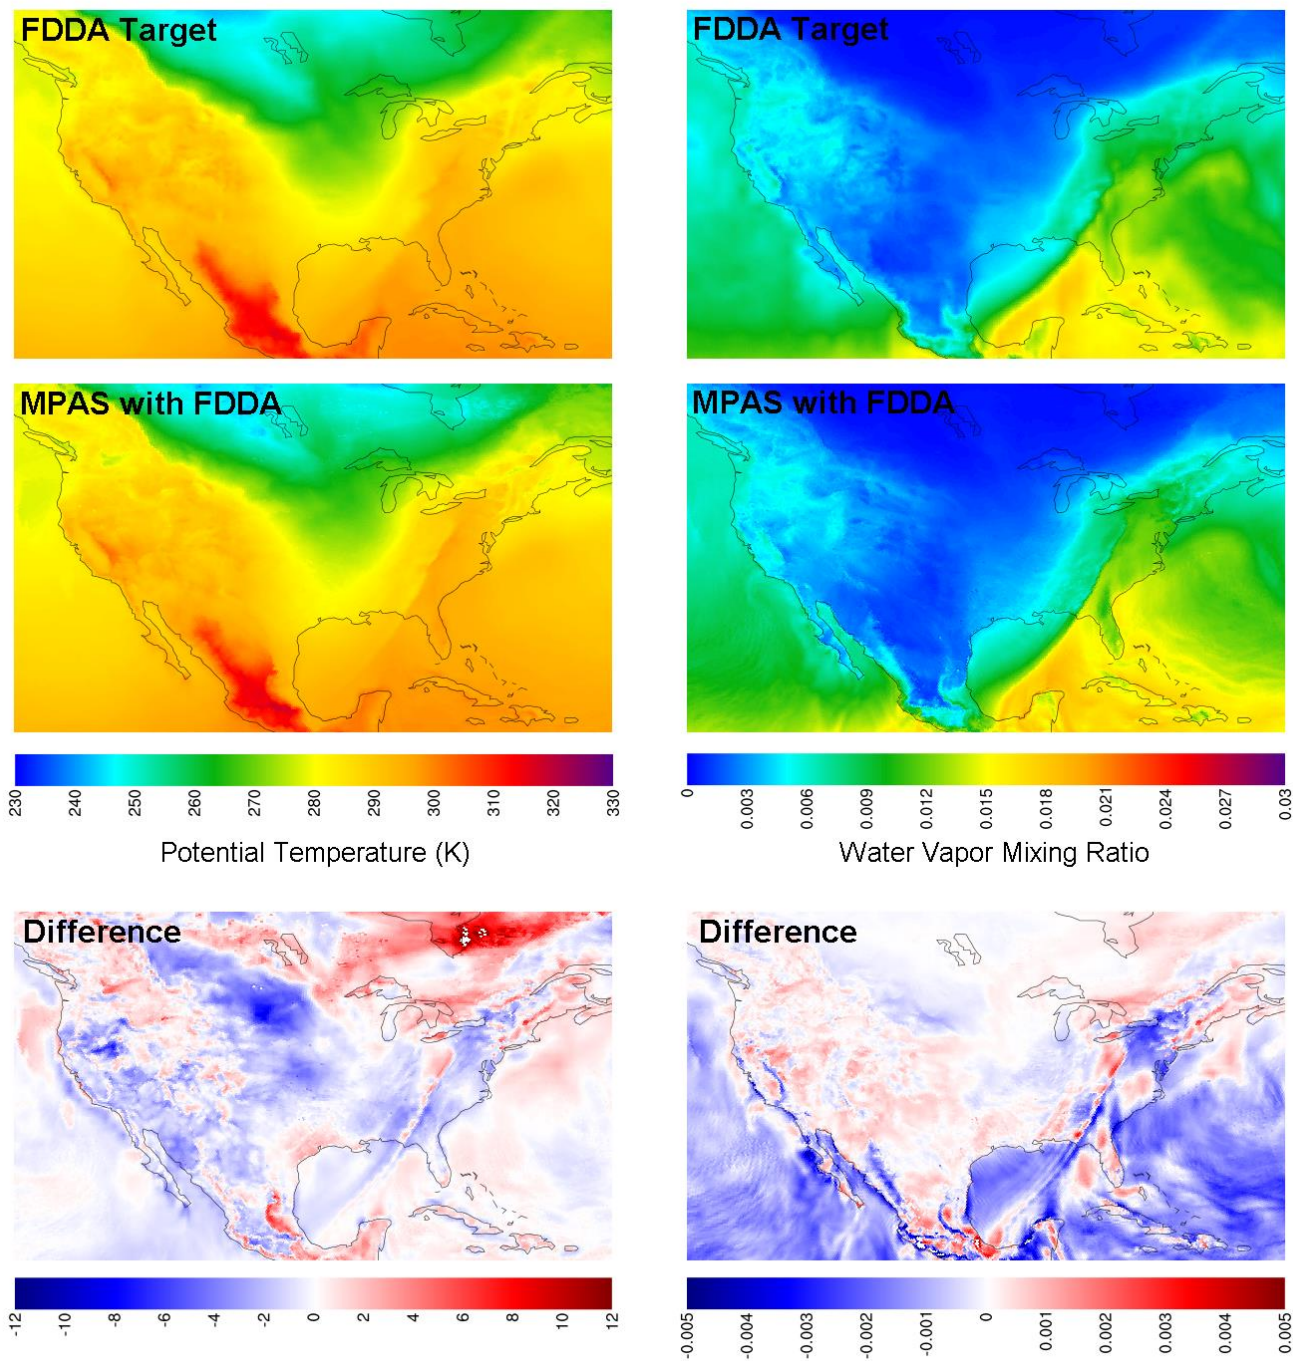 FDDA Target
FDDA Target
MPAS with FDDA
MPAS with FDDA
230 240 250 260 270 280 290 300 310 320 330
0 0.003 0.006 0.009 0.012 0.015 0.018 0.021 0.024 0.027 0.03
Potential Temperature (K)
Water Vapor Mixing Ratio
Difference
Difference
-12 -10 -8 -6 -4 -2 0 2 4 6 8 10 12
-0.005 -0.004 -0.003 -0.002 -0.001 0 0.001 0.002 0.003 0.004 0.005